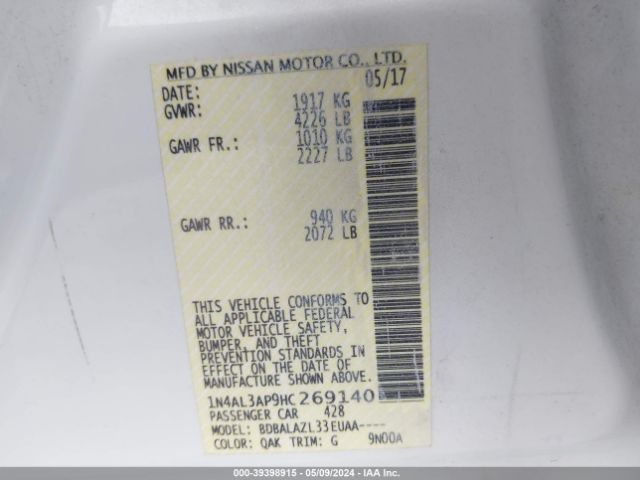 MFD BY NISSAN MOTOR CO., LTD.
DATE: 05/17
GVWR: 1917 KG
4226 LB
GAWR FR.: 1010 KG
2227 LB
GAWR RR.: 940 KG
2072 LB
THIS VEHICLE CONFORMS TO
ALL APPLICABLE FEDERAL
MOTOR VEHICLE SAFETY,
BUMPER, AND THEFT
PREVENTION STANDARDS IN
EFFECT ON THE DATE OF
MANUFACTURE SHOWN ABOVE.
1N4AL3AP9HC269140
PASSENGER CAR 428
MODEL: BDBALAZL33EUAA----
COLOR: QAK TRIM: G 9N00A
000-39398915 - 05/09/2024 - IAA Inc.